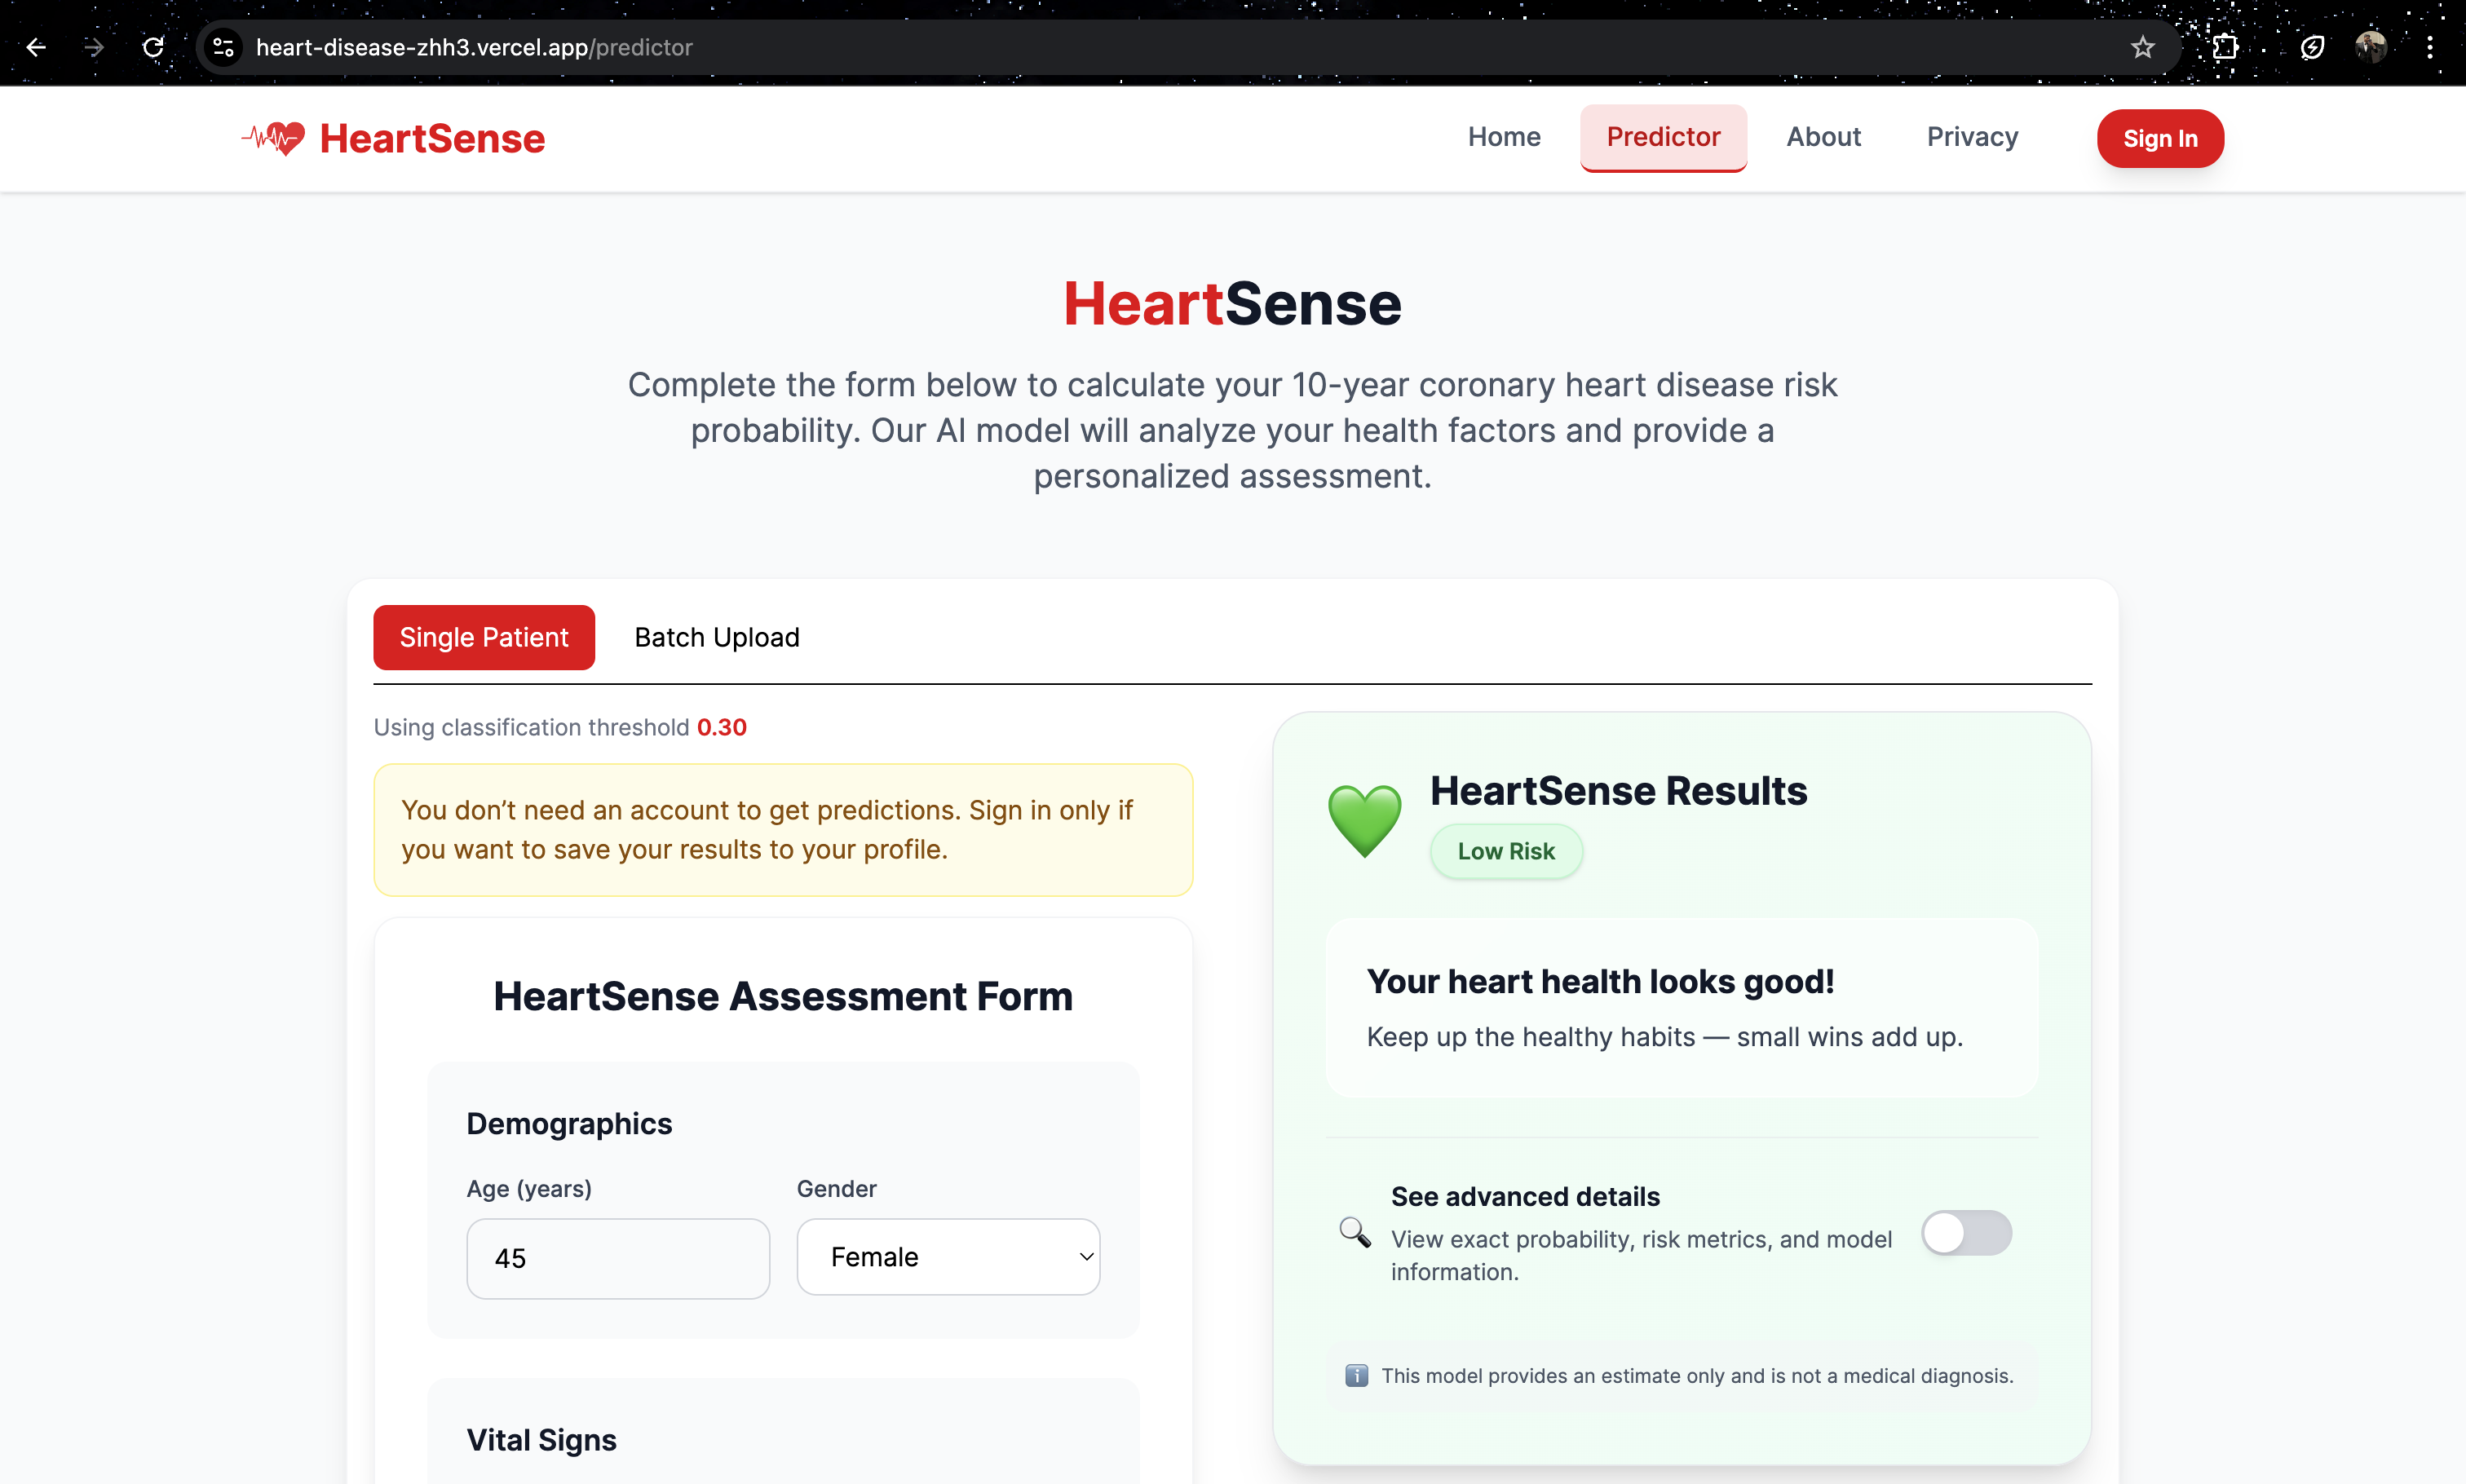 heart-disease-zhh3.vercel.app/predictor
HeartSense
Home
Predictor
About
Privacy
Sign In
HeartSense
Complete the form below to calculate your 10-year coronary heart disease risk
probability. Our AI model will analyze your health factors and provide a
personalized assessment.
Single Patient
Batch Upload
Using classification threshold 0.30
You don’t need an account to get predictions. Sign in only if
you want to save your results to your profile.
HeartSense Assessment Form
Demographics
Age (years)
Gender
45
Female
Vital Signs
HeartSense Results
Low Risk
Your heart health looks good!
Keep up the healthy habits — small wins add up.
See advanced details
View exact probability, risk metrics, and model
information.
This model provides an estimate only and is not a medical diagnosis.